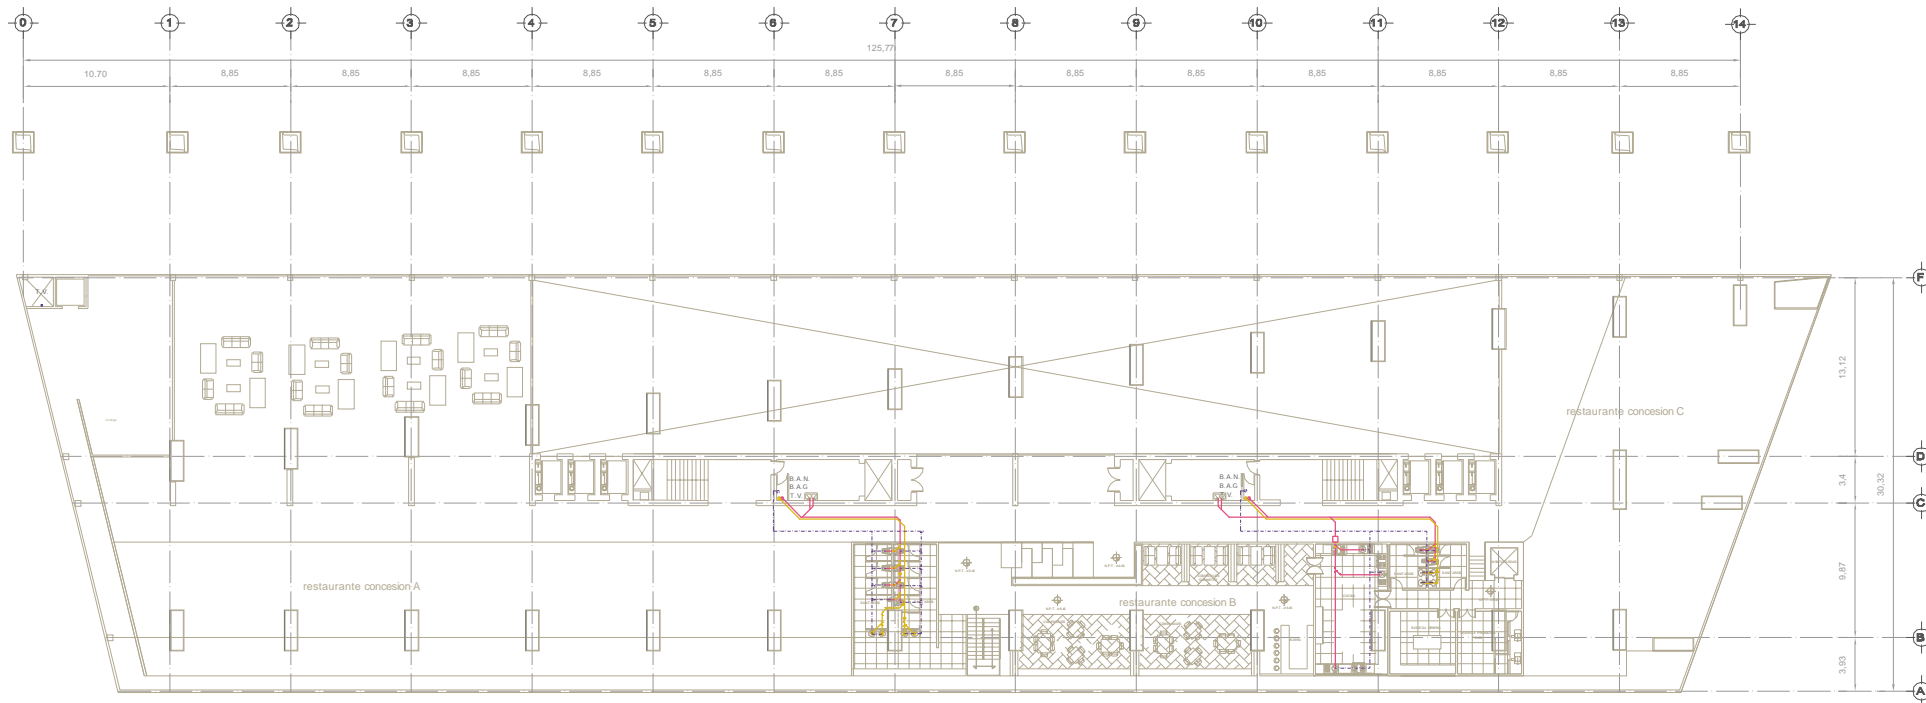 0 1 2 3 4 5 6 7 8 9 10 11 12 13 14
125,77
10.70 8,85 8,85 8,85 8,85 8,85 8,85 8,85 8,85 8,85 8,85 8,85 8,85 8,85
F
T.V.
13,12
restaurante concesion C
D
B.A.N.
B.A.G
T.V.
B.A.N.
B.A.G
3,4
30,32
C
restaurante concesion A
restaurante concesion B
9,87
B
3,93
A